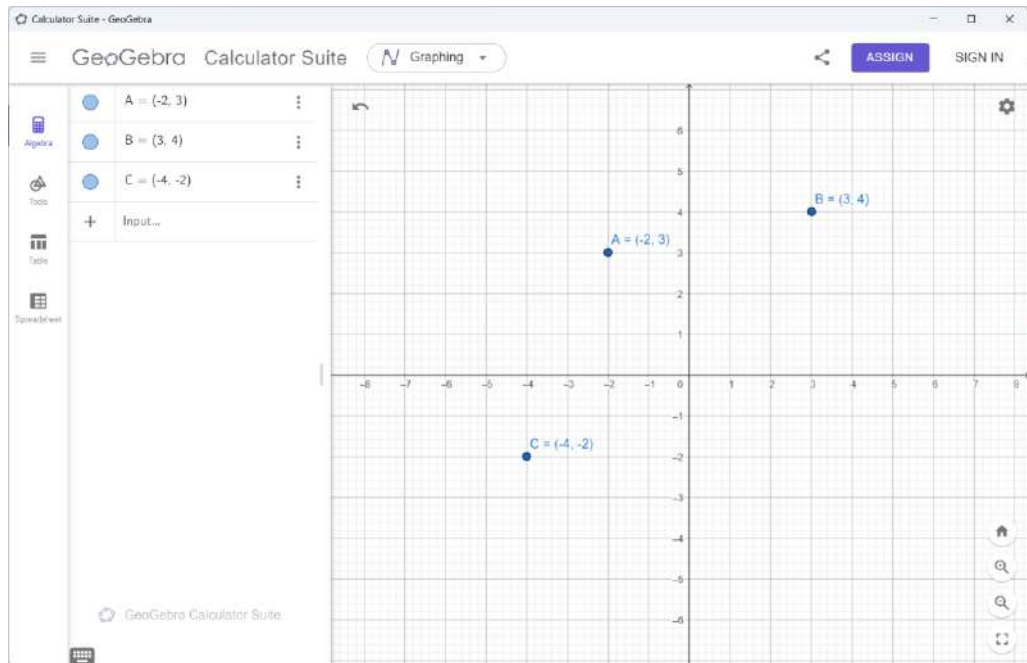 Calculator Suite - GeoGebra
GeoGebra Calculator Suite Graphing ASSIGN SIGN IN
Algebra
Tools
Table
Spreadsheet
A = (-2, 3)
B = (3, 4)
C = (-4, -2)
Input...
GeoGebra Calculator Suite
6
5
B = (3, 4)
4
A = (-2, 3)
3
2
1
-8 -7 -6 -5 -4 -3 -2 -1 0 1 2 3 4 5 6 7 8
-1
C = (-4, -2)
-2
-3
-4
-5
-6